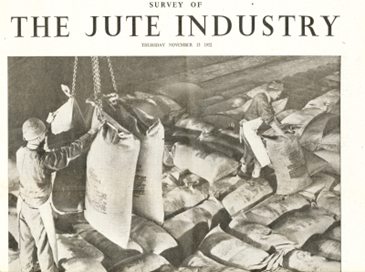 SURVEY OF
THE JUTE INDUSTRY
THURSDAY NOVEMBER 13 1952